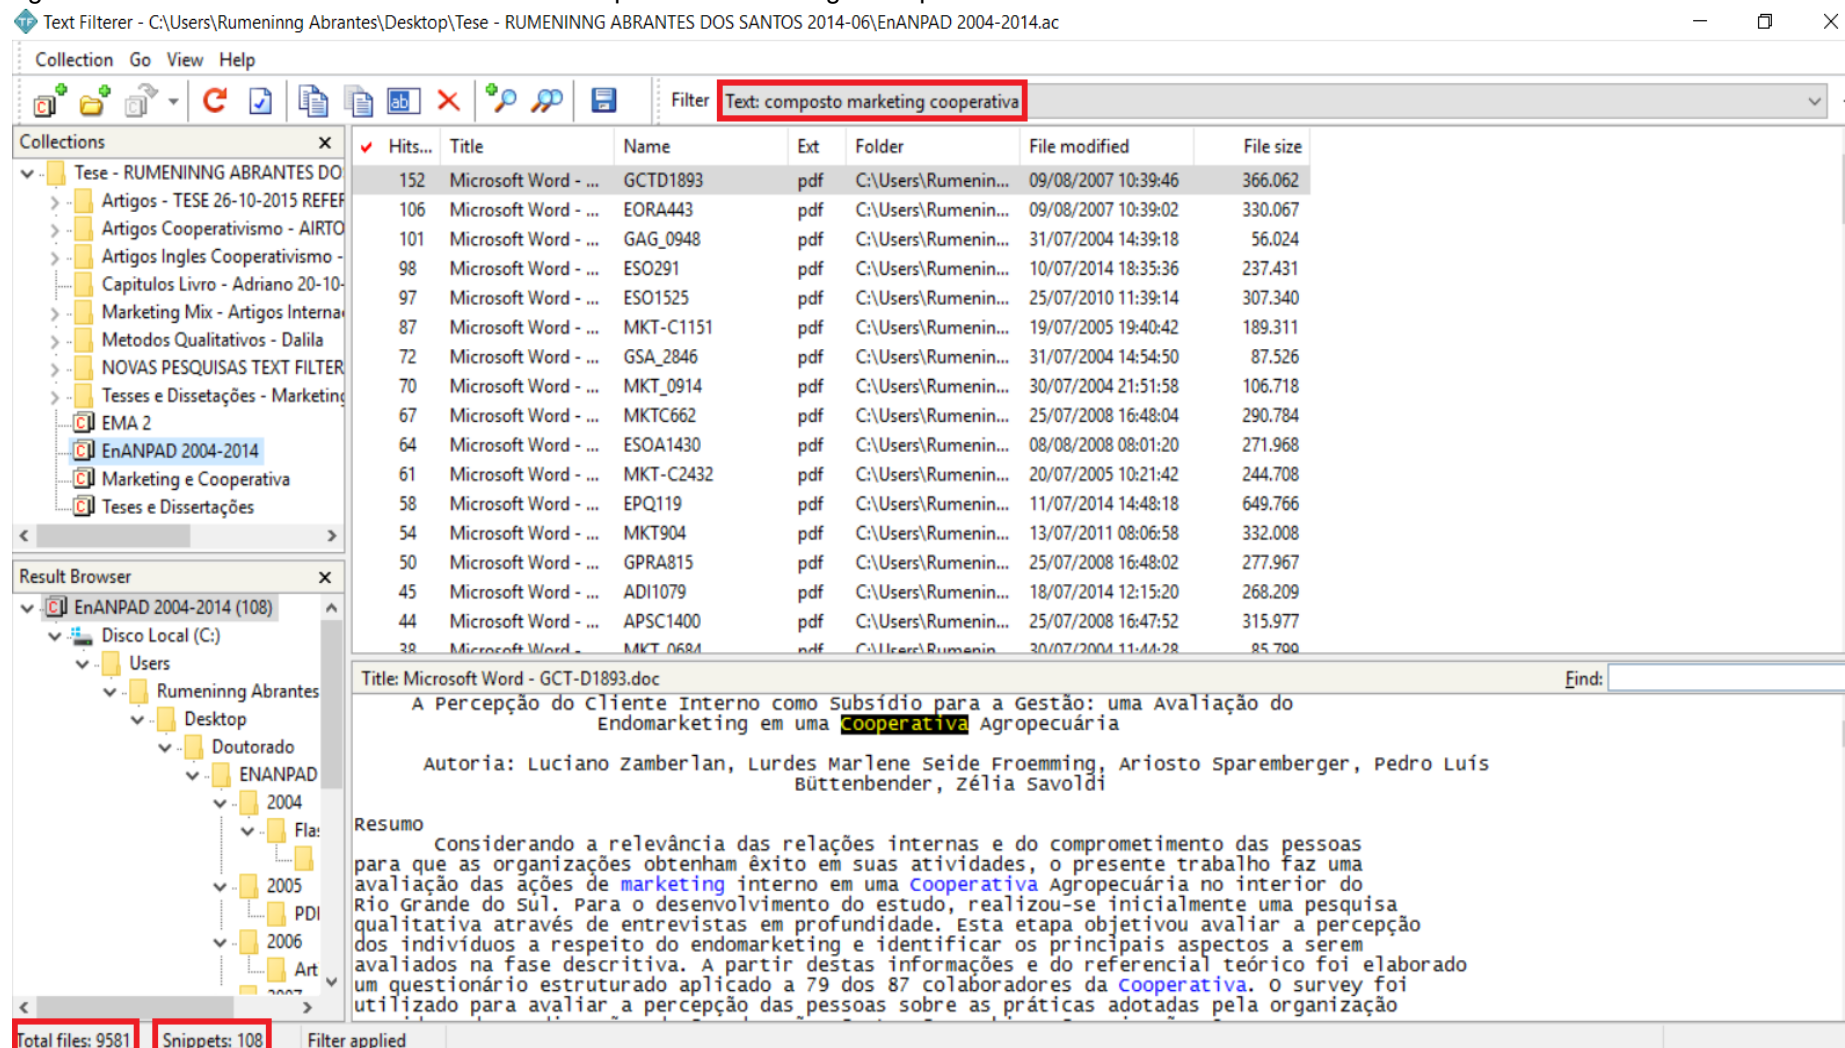 Text Filterer - C:\Users\Rumeninng Abrantes\Desktop\Tese - RUMENINNG ABRANTES DOS SANTOS 2014-06\EnANPAD 2004-2014.ac
Collection Go View Help
Filter Text: composto marketing cooperativa
Collections x
Tese - RUMENINNG ABRANTES DO
Artigos - TESE 26-10-2015 REFER
Artigos Cooperativismo - AIRTO
Artigos Ingles Cooperativismo -
Capitulos Livro - Adriano 20-10-
Marketing Mix - Artigos Interna
Metodos Qualitativos - Dalila
NOVAS PESQUISAS TEXT FILTER
Tesses e Dissetações - Marketing
EMA 2
EnANPAD 2004-2014
Marketing e Cooperativa
Teses e Dissertações
Hits... Title Name Ext Folder File modified File size
152 Microsoft Word - ... GCTD1893 pdf C:\Users\Rumenin... 09/08/2007 10:39:46 366.062
106 Microsoft Word - ... EORA443 pdf C:\Users\Rumenin... 09/08/2007 10:39:02 330.067
101 Microsoft Word - ... GAG_0948 pdf C:\Users\Rumenin... 31/07/2004 14:39:18 56.024
98 Microsoft Word - ... ESO291 pdf C:\Users\Rumenin... 10/07/2014 18:35:36 237.431
97 Microsoft Word - ... ESO1525 pdf C:\Users\Rumenin... 25/07/2010 11:39:14 307.340
87 Microsoft Word - ... MKT-C1151 pdf C:\Users\Rumenin... 19/07/2005 19:40:42 189.311
72 Microsoft Word - ... GSA_2846 pdf C:\Users\Rumenin... 31/07/2004 14:54:50 87.526
70 Microsoft Word - ... MKT_0914 pdf C:\Users\Rumenin... 30/07/2004 21:51:58 106.718
67 Microsoft Word - ... MKTC662 pdf C:\Users\Rumenin... 25/07/2008 16:48:04 290.784
64 Microsoft Word - ... ESOA1430 pdf C:\Users\Rumenin... 08/08/2008 08:01:20 271.968
61 Microsoft Word - ... MKT-C2432 pdf C:\Users\Rumenin... 20/07/2005 10:21:42 244.708
58 Microsoft Word - ... EPQ119 pdf C:\Users\Rumenin... 11/07/2014 14:48:18 649.766
54 Microsoft Word - ... MKT904 pdf C:\Users\Rumenin... 13/07/2011 08:06:58 332.008
50 Microsoft Word - ... GPRA815 pdf C:\Users\Rumenin... 25/07/2008 16:48:02 277.967
45 Microsoft Word - ... ADI1079 pdf C:\Users\Rumenin... 18/07/2014 12:15:20 268.209
44 Microsoft Word - ... APSC1400 pdf C:\Users\Rumenin... 25/07/2008 16:47:52 315.977
38 Microsoft Word - MKT_0684 pdf C:\Users\Rumenin 30/07/2004 11:44:28 85.799
Result Browser x
EnANPAD 2004-2014 (108)
Disco Local (C:)
Users
Rumeninng Abrantes
Desktop
Doutorado
ENANPAD
2004
Fla
2005
PD
2006
Art
2007
Title: Microsoft Word - GCT-D1893.doc Find:
A Percepção do Cliente Interno como Subsídio para a Gestão: uma Avaliação do
Endomarketing em uma Cooperativa Agropecuária
Autoria: Luciano Zamberlan, Lurdes Marlene Seide Froemming, Ariosto Sparemberger, Pedro Luís
Büttenbender, Zélia Savoldi
Resumo
Considerando a relevância das relações internas e do comprometimento das pessoas
para que as organizações obtenham êxito em suas atividades, o presente trabalho faz uma
avaliação das ações de marketing interno em uma Cooperativa Agropecuária no interior do
Rio Grande do Sul. Para o desenvolvimento do estudo, realizou-se inicialmente uma pesquisa
qualitativa através de entrevistas em profundidade. Esta etapa objetivou avaliar a percepção
dos indivíduos a respeito do endomarketing e identificar os principais aspectos a serem
avaliados na fase descritiva. A partir destas informações e do referencial teórico foi elaborado
um questionário estruturado aplicado a 79 dos 87 colaboradores da Cooperativa. O survey foi
utilizado para avaliar a percepção das pessoas sobre as práticas adotadas pela organização
Total files: 9581 Snippets: 108 Filter applied